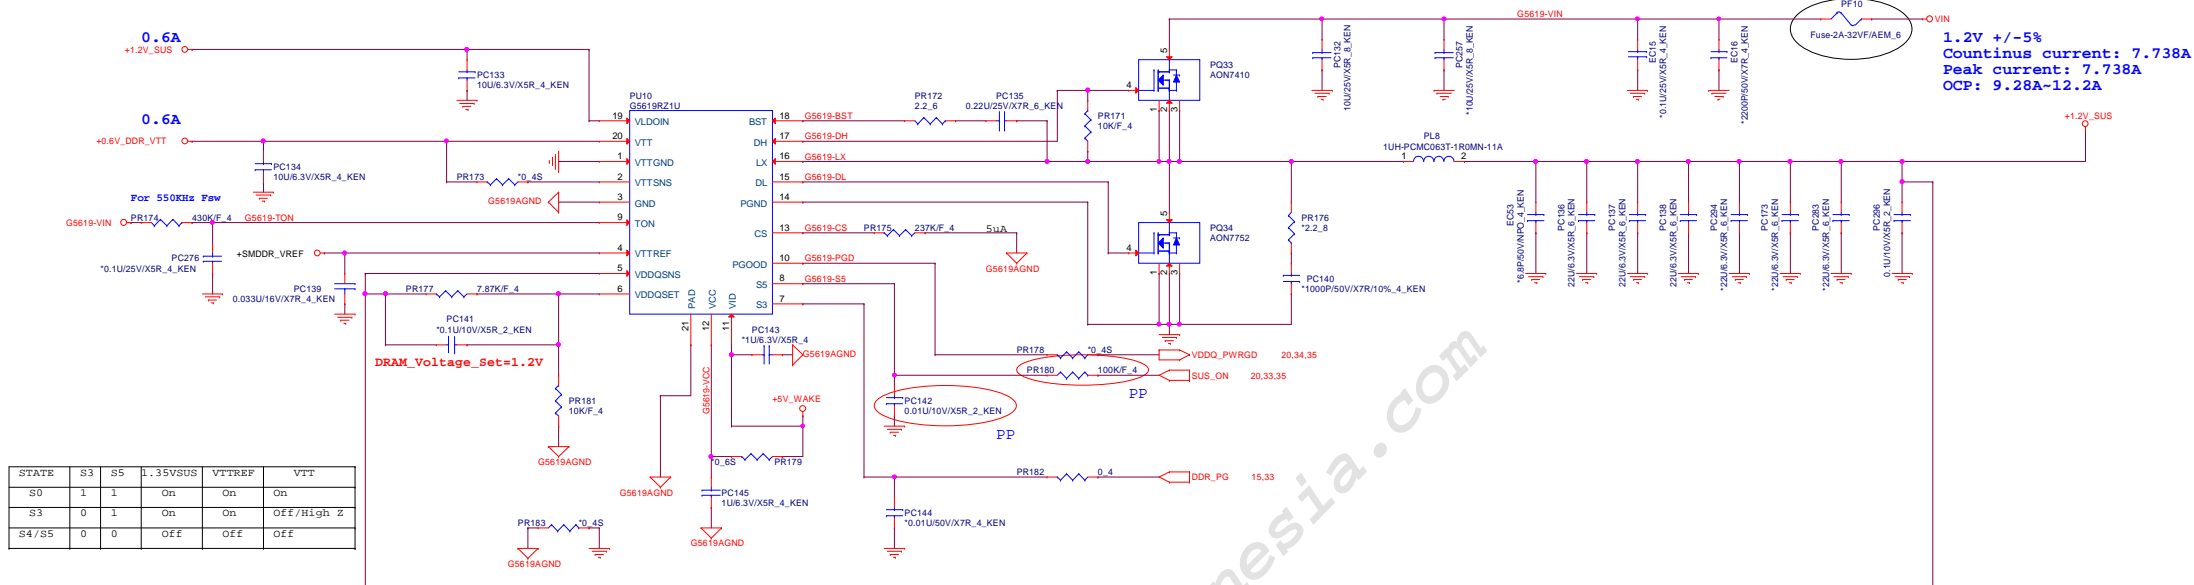 0.6A
+1.2V_SUS
PC133
10U/6.3V/X5R_4_KEN
0.6A
+0.6V_DDR_VTT
PC134
10U/6.3V/X5R_4_KEN
PR173
*0_4S
G5619AGND
For 550KHz Fsw
G5619-VIN
PR174
430K/F_4
G5619-TON
PC276
*0.1U/25V/X5R_4_KEN
+SMDDR_VREF
PC139
0.033U/16V/X7R_4_KEN
PR177
7.87K/F_4
PC141
*0.1U/10V/X5R_2_KEN
DRAM_Voltage_Set=1.2V
PR181
10K/F_4
G5619AGND
PU10
G5619RZ1U
19
VLDOIN
20
VTT
1
VTTGND
2
VTTSNS
3
GND
9
TON
4
VTTREF
5
VDDQSNS
6
VDDQSET
PAD
VCC
VID
21
12
11
BST
18
G5619-BST
DH
17
G5619-DH
LX
16
G5619-LX
DL
15
G5619-DL
PGND
14
CS
13
G5619-CS
PGOOD
10
G5619-PGD
S5
8
G5619-S5
S3
7
PR172
2.2_6
PC135
0.22U/25V/X7R_6_KEN
PR171
10K/F_4
PR175
237K/F_4
5uA
G5619AGND
PC143
*1U/6.3V/X5R_4
G5619AGND
G5619-VCC
+5V_WAKE
*0_6S
PR179
PC145
1U/6.3V/X5R_4_KEN
G5619AGND
G5619AGND
PR183
*0_4S
G5619AGND
PC142
0.01U/10V/X5R_2_KEN
PP
PR178
*0_4S
VDDQ_PWRGD
20,34,35
PR180
100K/F_4
SUS_ON
20,33,35
PP
PR182
0_4
DDR_PG
15,33
PC144
*0.01U/50V/X7R_4_KEN
5
4
1
2
3
PQ33
AON7410
5
4
1
2
3
PQ34
AON7752
PR176
*2.2_8
PC140
*1000P/50V/X7R/10%_4_KEN
PC132
10U/25V/X5R_8_KEN
PC257
*10U/25V/X5R_8_KEN
G5619-VIN
EC15
*0.1U/25V/X5R_4_KEN
EC16
*2200P/50V/X7R_4_KEN
PF10
Fuse-2A-32VF/AEM_6
VIN
1.2V +/-5%
Countinus current: 7.738A
Peak current: 7.738A
OCP: 9.28A~12.2A
+1.2V_SUS
PL8
1UH-PCMC063T-1R0MN-11A
1
2
EC53
*6.8P/50V/NPO_4_KEN
PC136
22U/6.3V/X5R_6_KEN
PC137
22U/6.3V/X5R_6_KEN
PC138
22U/6.3V/X5R_6_KEN
PC294
*22U/6.3V/X5R_6_KEN
PC173
*22U/6.3V/X5R_6_KEN
PC283
*22U/6.3V/X5R_6_KEN
PC296
0.1U/10V/X5R_2_KEN
STATE S3 S5 1.35VSUS VTTREF VTT
S0 1 1 On On On
S3 0 1 On On Off/High Z
S4/S5 0 0 Off Off Off
nesia.com